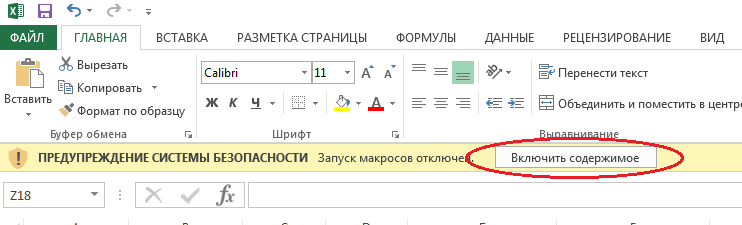 ФАЙЛ ГЛАВНАЯ ВСТАВКА РАЗМЕТКА СТРАНИЦЫ ФОРМУЛЫ ДАННЫЕ РЕЦЕНЗИРОВАНИЕ ВИД
Вставить
Вырезать
Копировать
Формат по образцу
Буфер обмена
Calibri 11 A A
Ж К Ч A
Шрифт
Перенести текст
Объединить и поместить в центре
Выравнивание
ПРЕДУПРЕЖДЕНИЕ СИСТЕМЫ БЕЗОПАСНОСТИ Запуск макросов отключен. Включить содержимое
Z18 fx